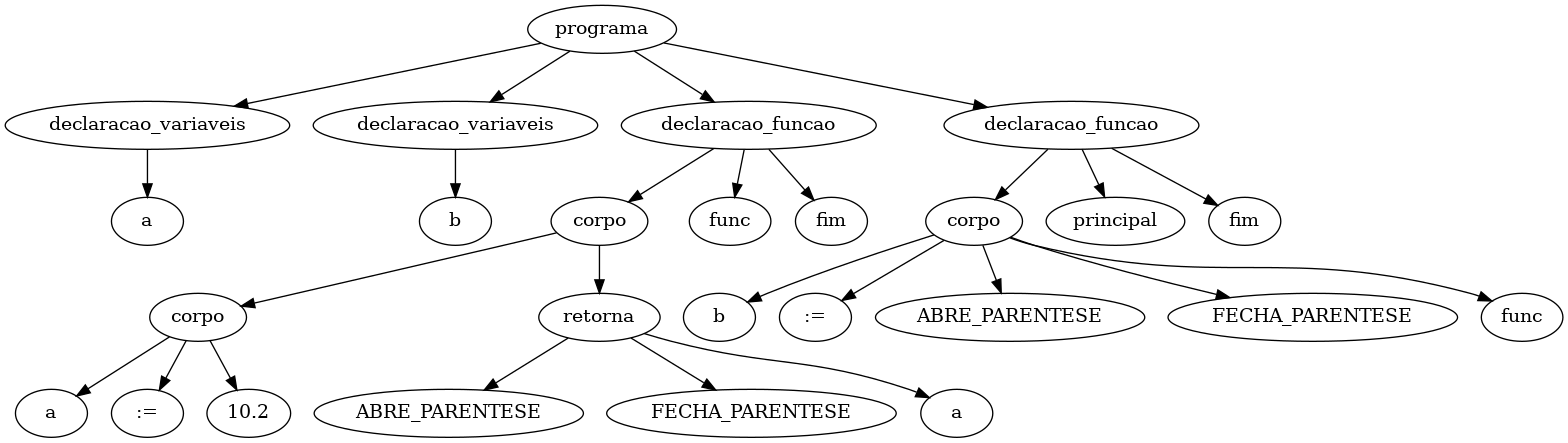 programa
declaracao_variaveis
declaracao_variaveis
declaracao_funcao
declaracao_funcao
a
b
corpo
func
fim
corpo
principal
fim
corpo
retorna
b
:=
ABRE_PARENTESE
FECHA_PARENTESE
func
a
:=
10.2
ABRE_PARENTESE
FECHA_PARENTESE
a